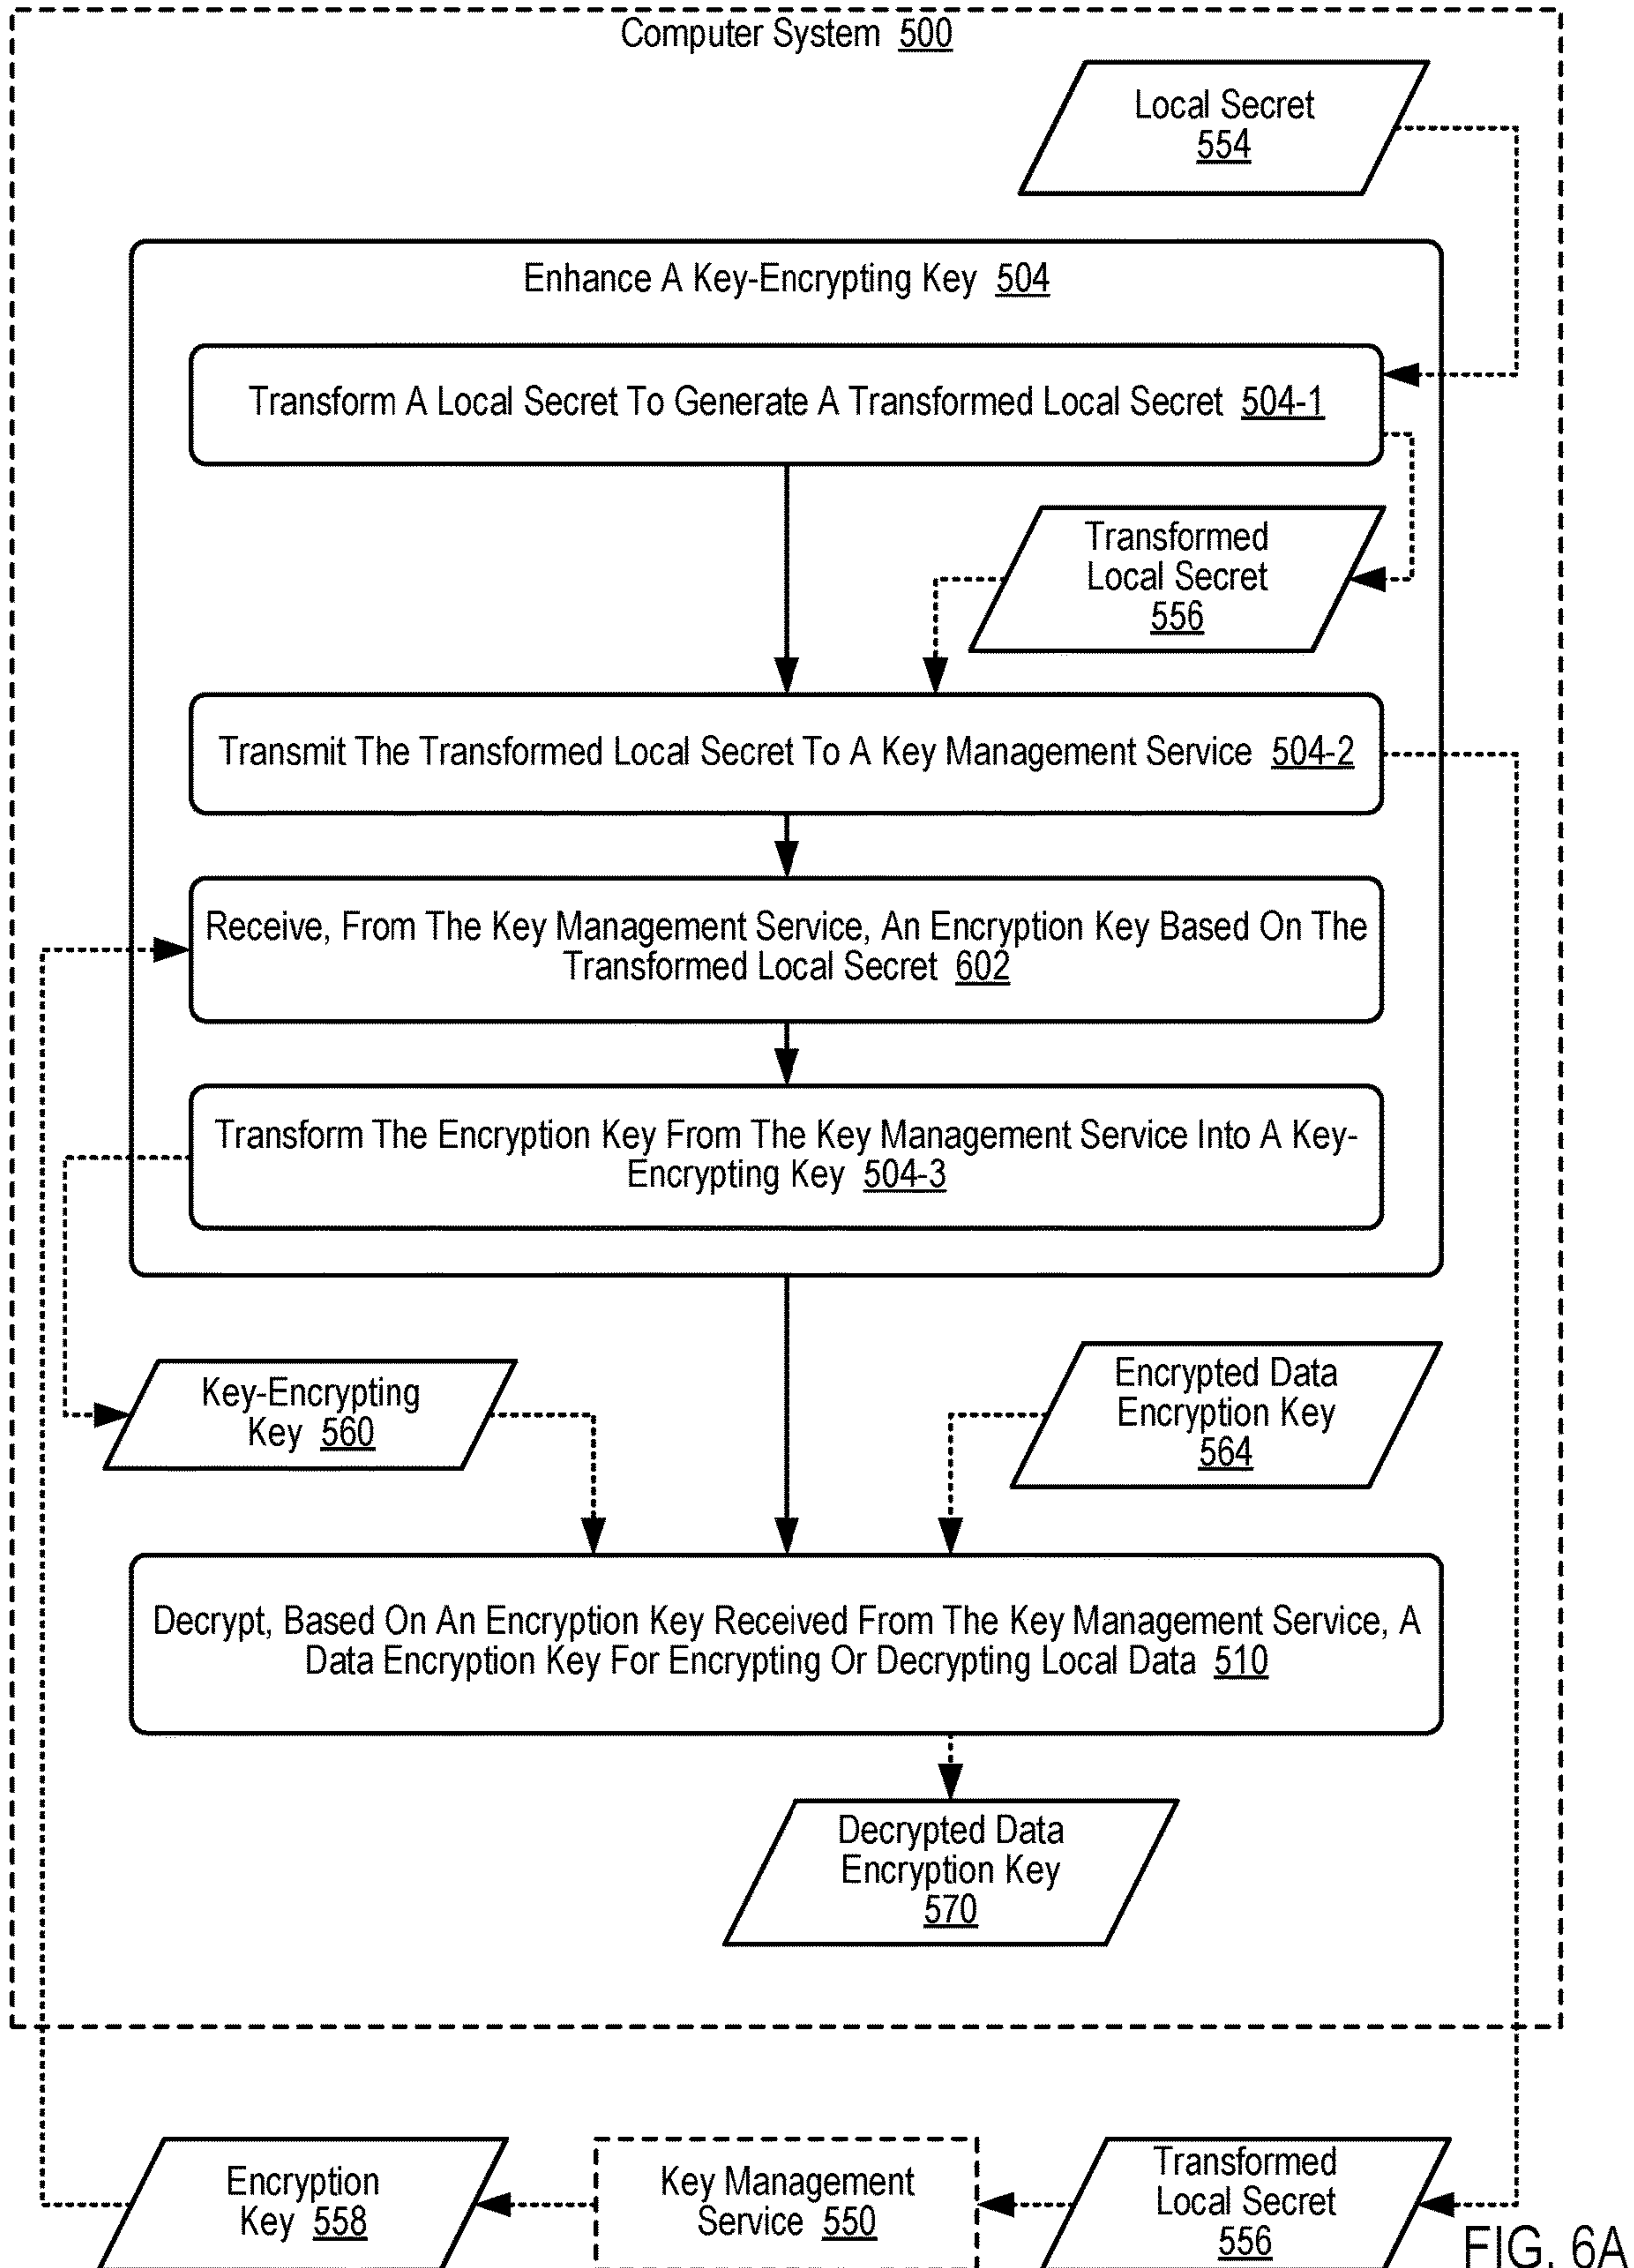 Computer System 500
Local Secret
554
Enhance A Key-Encrypting Key 504
Transform A Local Secret To Generate A Transformed Local Secret 504-1
Transformed
Local Secret
556
Transmit The Transformed Local Secret To A Key Management Service 504-2
Receive, From The Key Management Service, An Encryption Key Based On The
Transformed Local Secret 602
Transform The Encryption Key From The Key Management Service Into A Key-
Encrypting Key 504-3
Key-Encrypting
Key 560
Encrypted Data
Encryption Key
564
Decrypt, Based On An Encryption Key Received From The Key Management Service, A
Data Encryption Key For Encrypting Or Decrypting Local Data 510
Decrypted Data
Encryption Key
570
Encryption
Key 558
Key Management
Service 550
Transformed
Local Secret
556
FIG. 6A